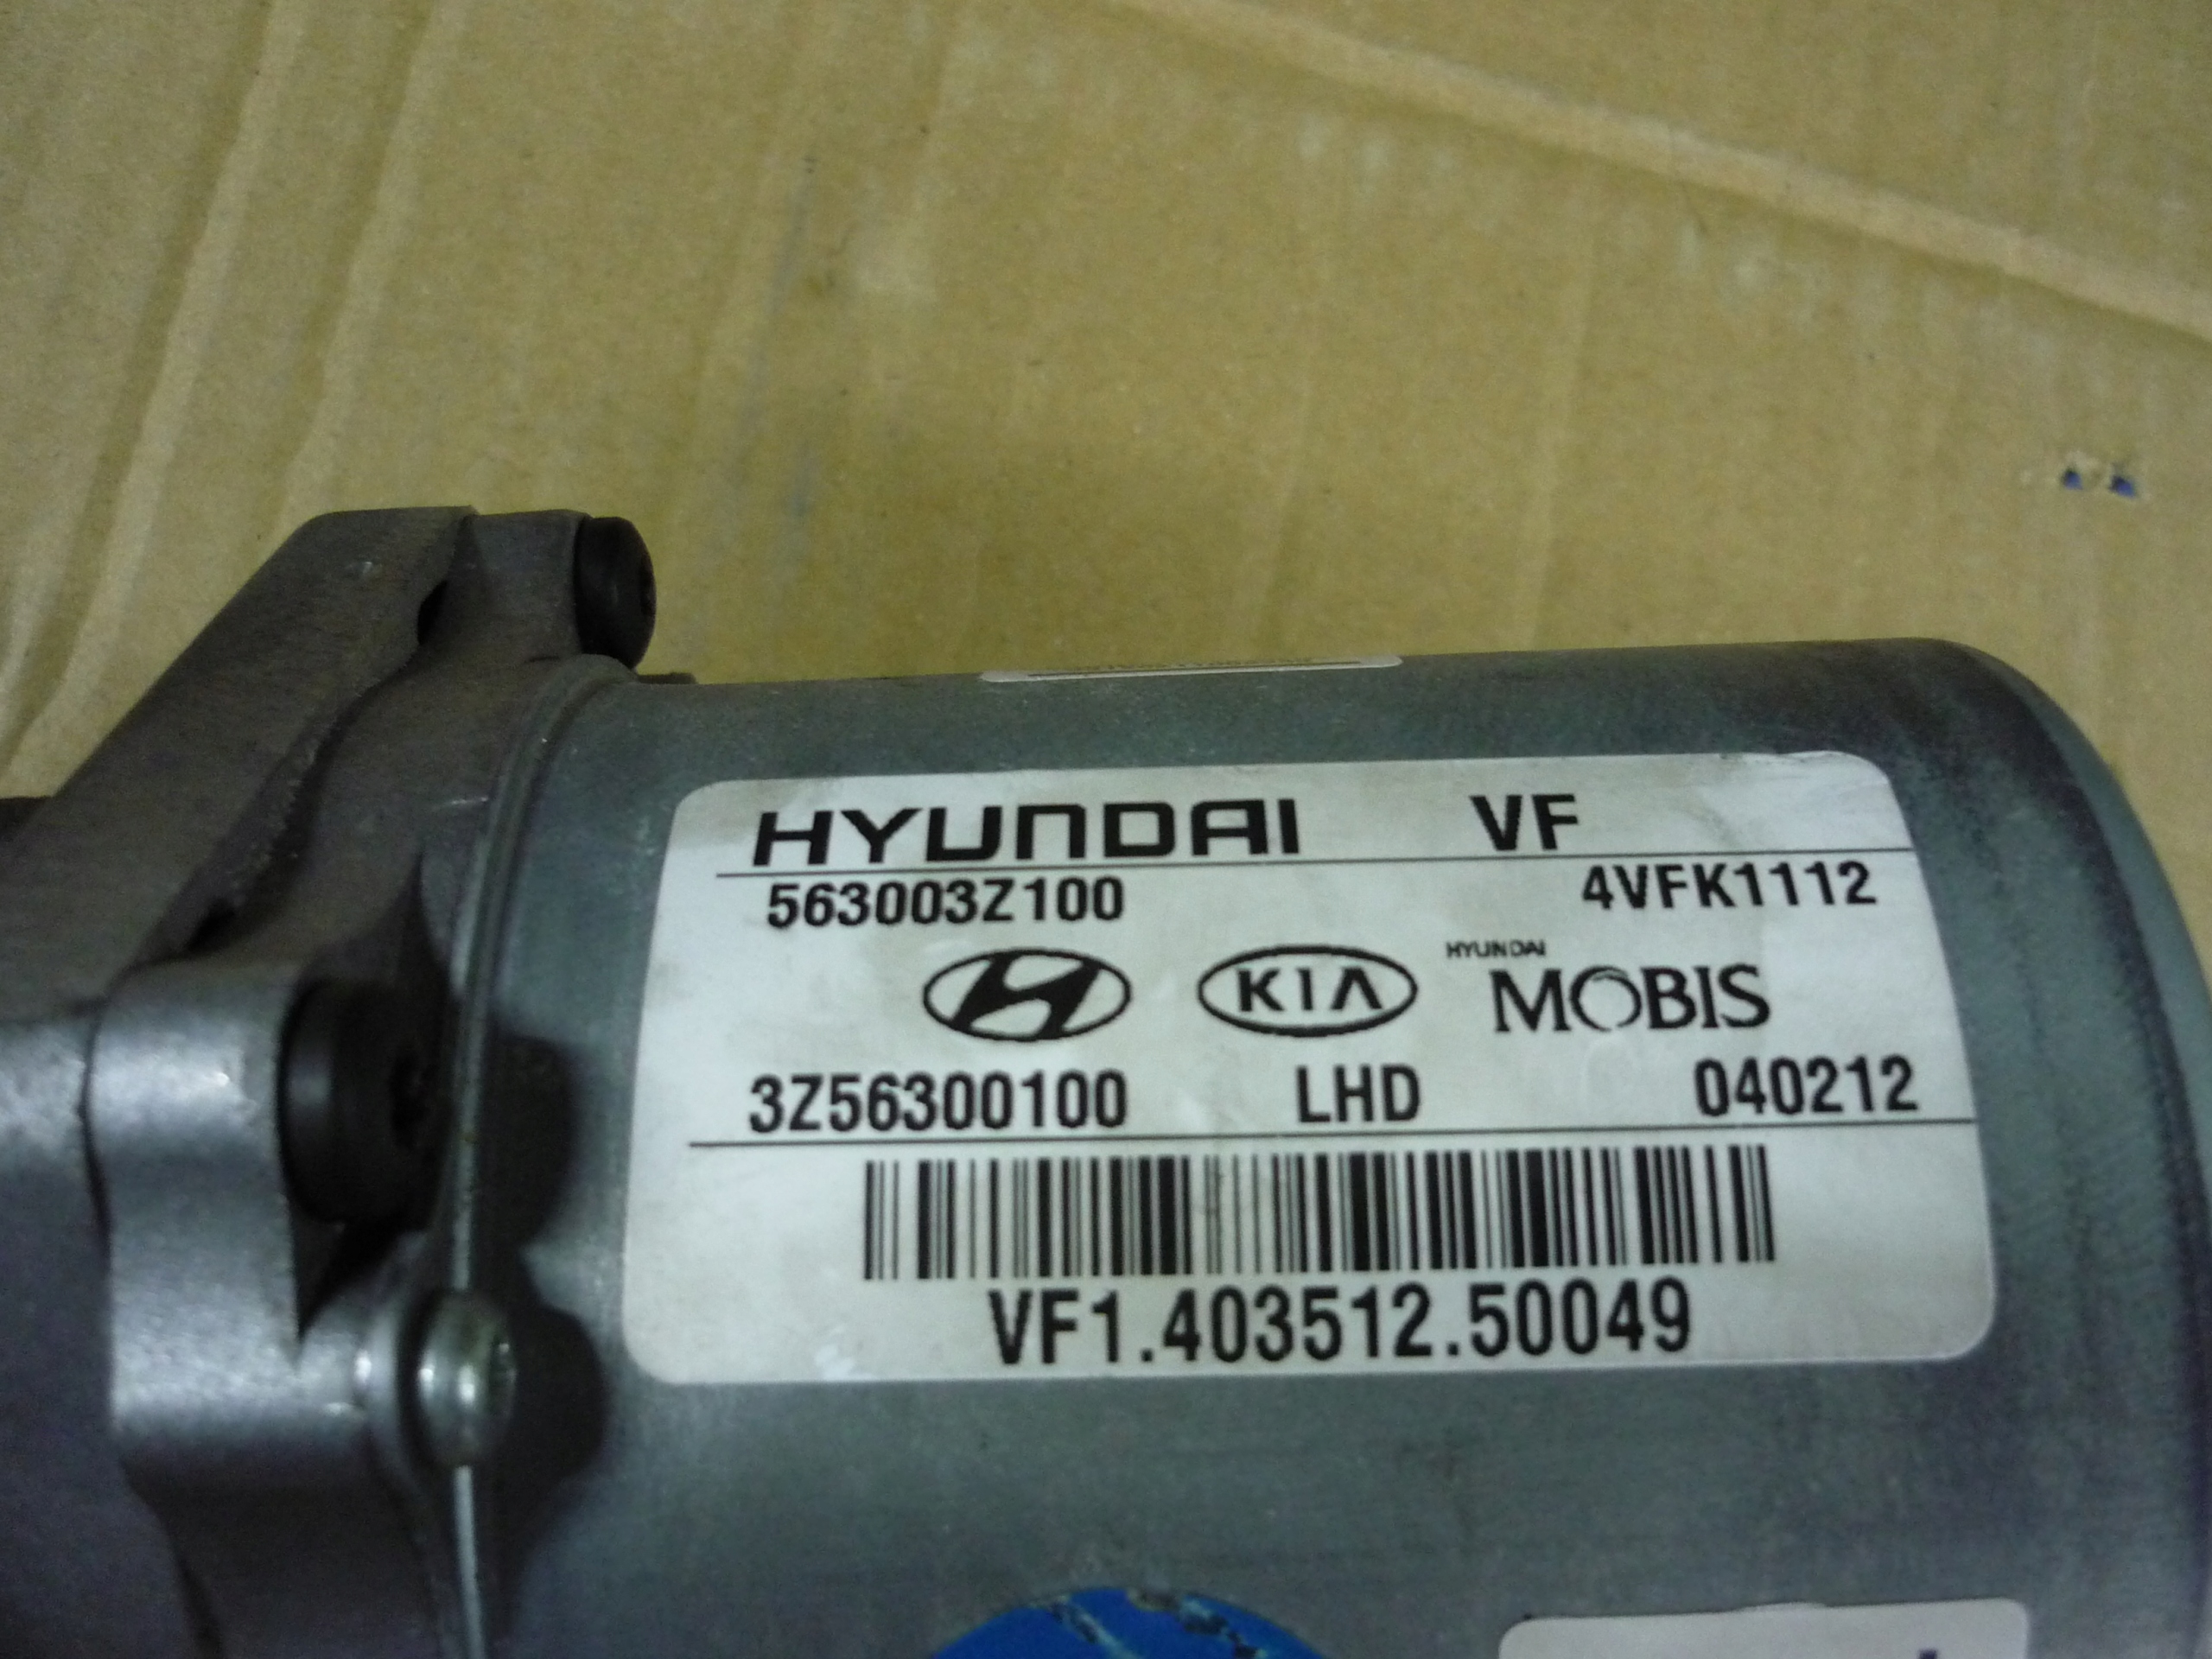 HYUNDAI VF
563003Z100 4VFK1112
KIA HYUNDAI MOBIS
3Z56300100 LHD 040212
VF1.403512.50049